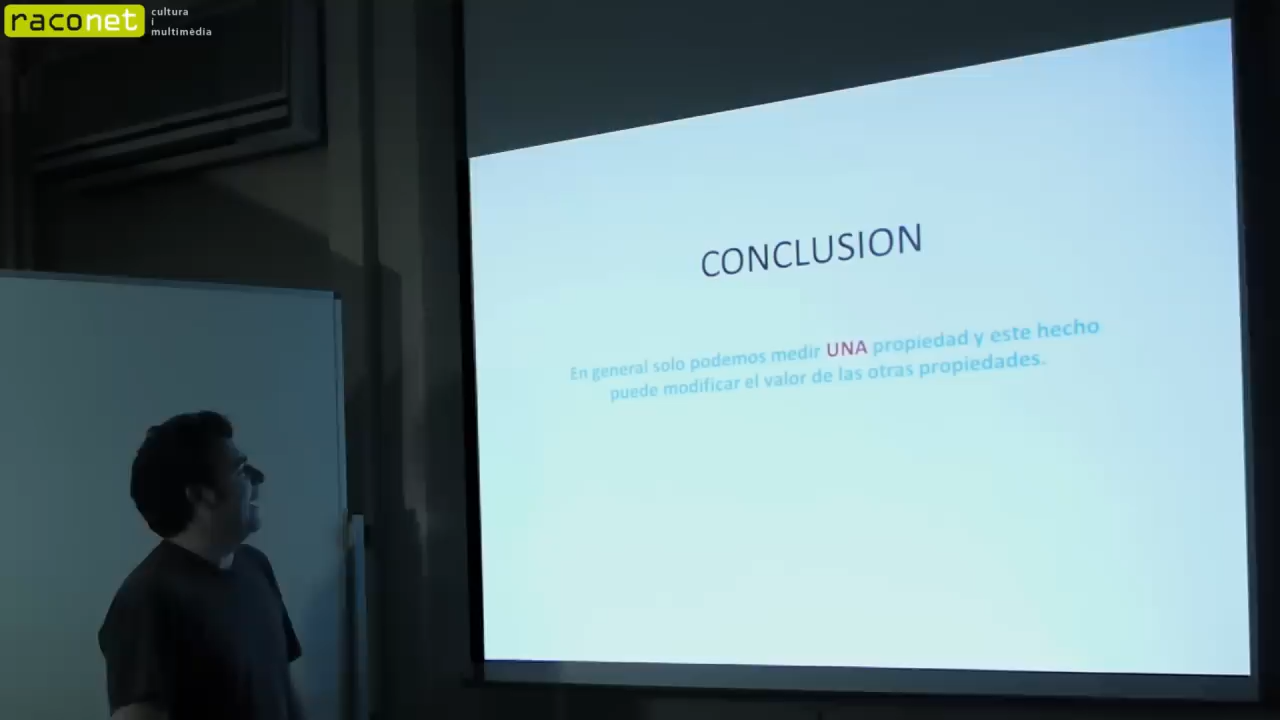 raconet
cultura
i
multimèdia
CONCLUSION
En general solo podemos medir UNA propiedad y este hecho
puede modificar el valor de las otras propiedades.